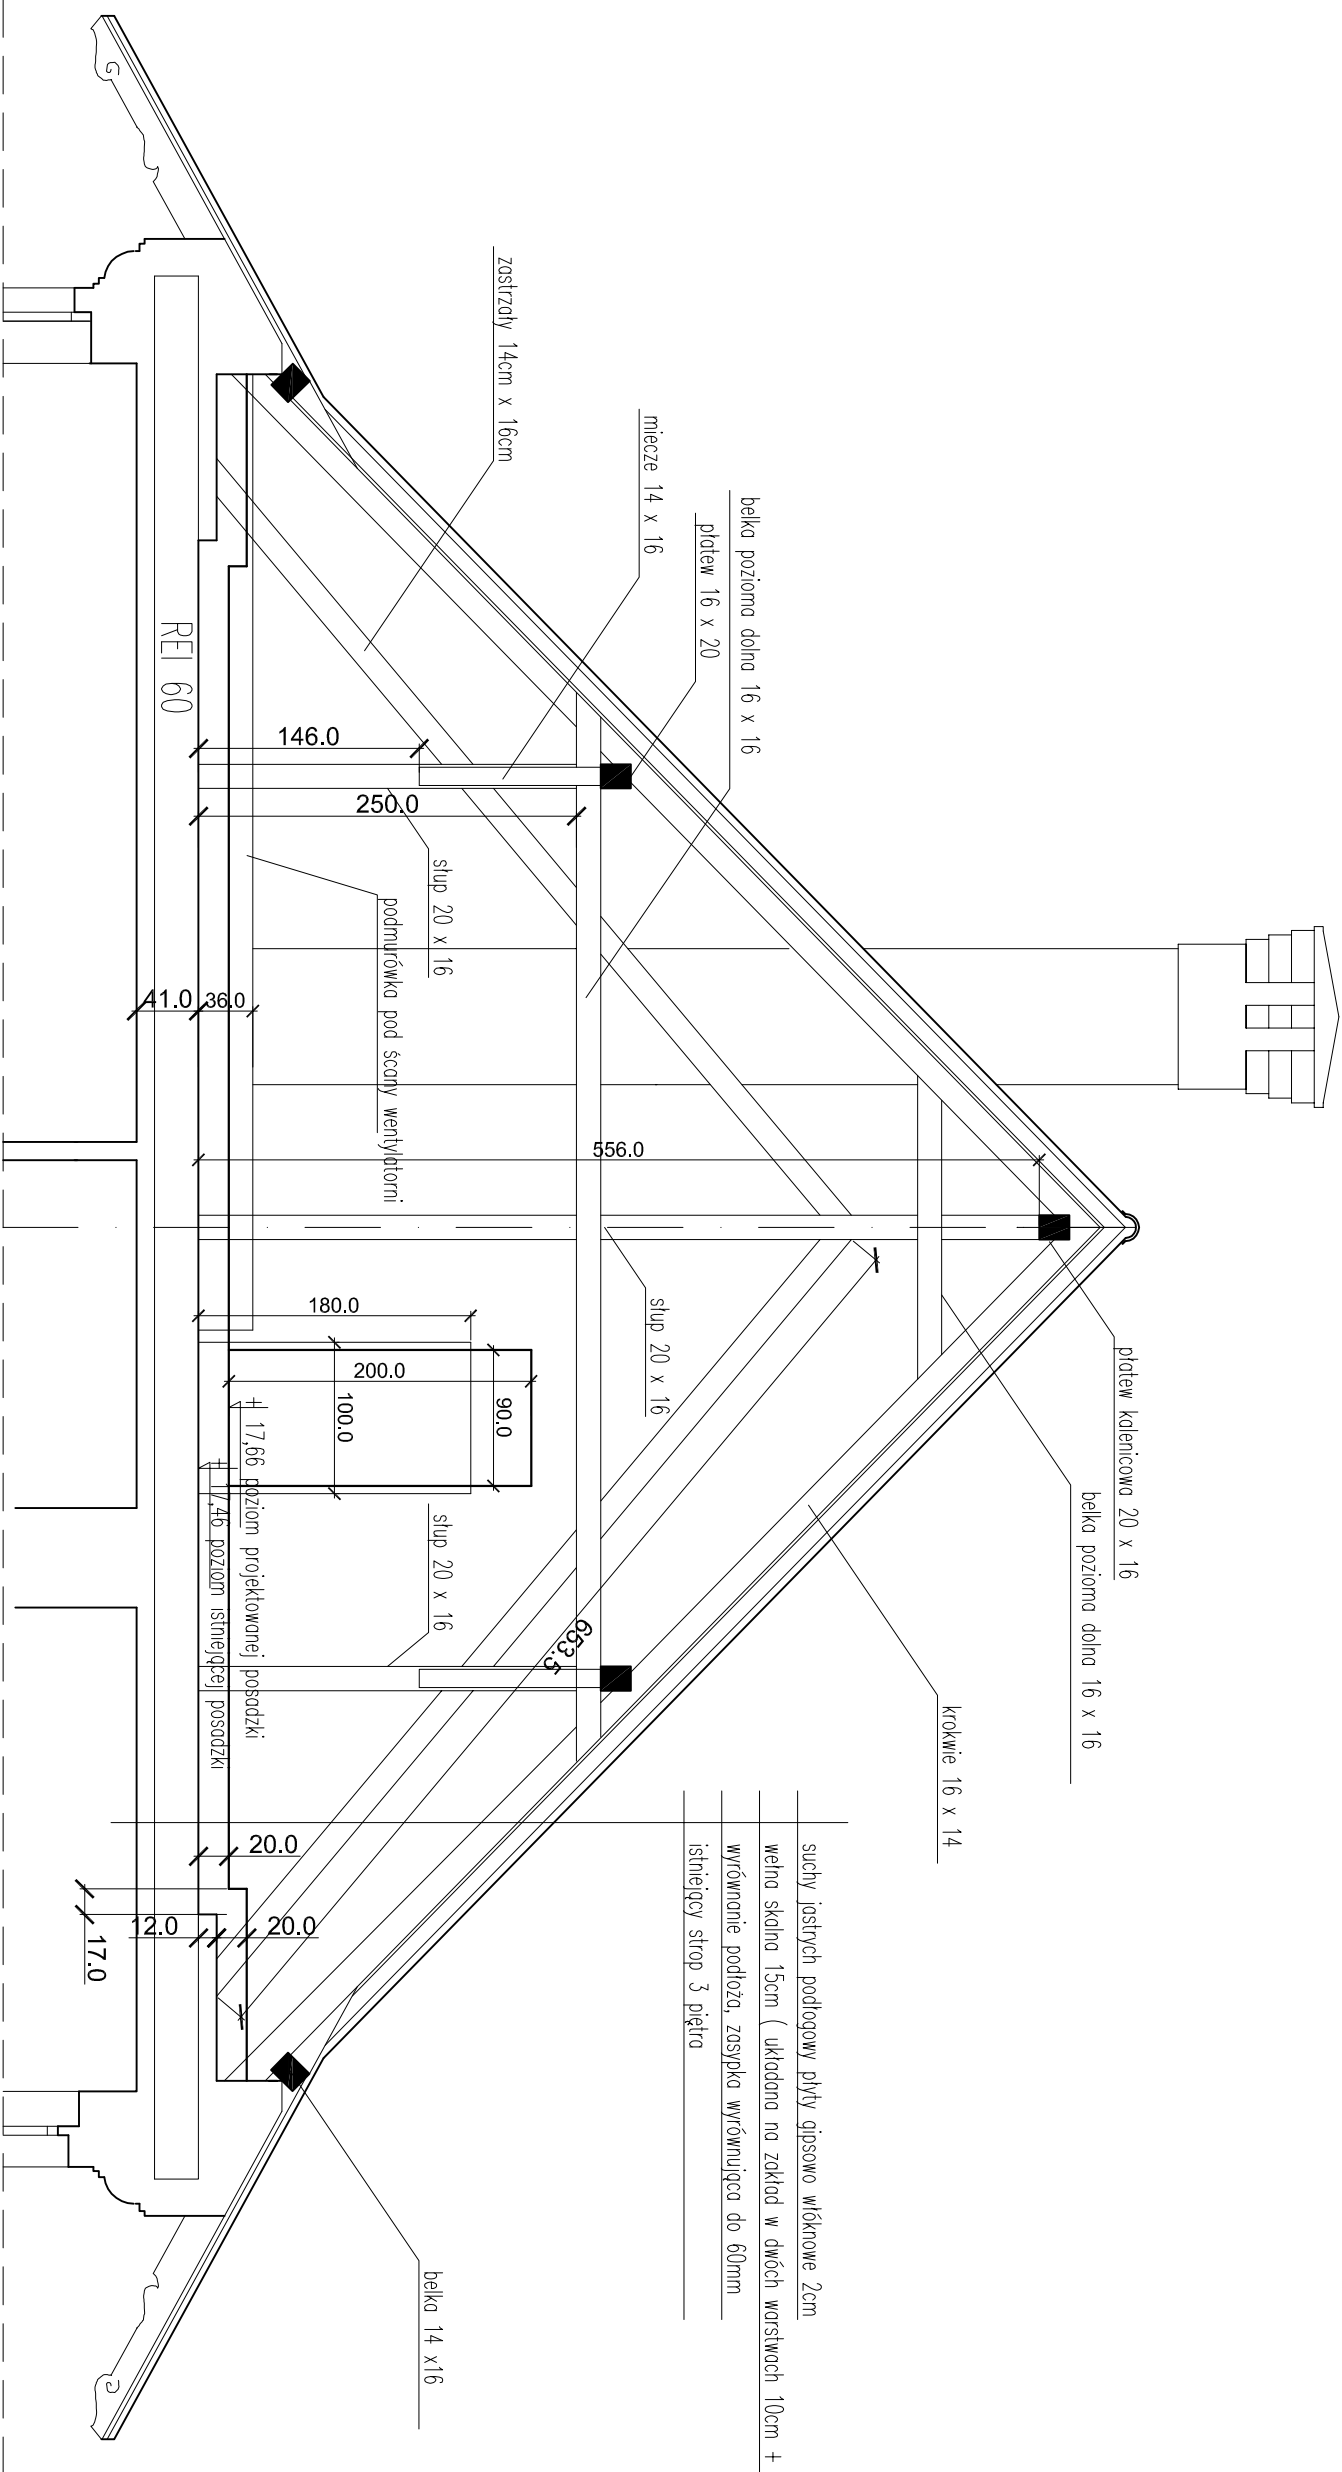 zastrzały 14cm x 16cm
miecze 14 x 16
płatew 16 x 20
belka pozioma dolna 16 x 16
płatew kalenicowa 20 x 16
belka pozioma dolna 16 x 16
krokwie 16 x 14
suchy jastrych podłogowy płyty gipsowo włóknowe 2cm
wełna skalna 15cm ( układana na zakład w dwóch warstwach 10cm +
wyrównanie podłoża, zasypka wyrównująca do 60mm
istniejący strop 3 piętra
słup 20 x 16
podmurówka pod ścany wentylatorni
słup 20 x 16
słup 20 x 16
belka 14 x16
REI 60
146.0
250.0
41.0
36.0
556.0
180.0
200.0
100.0
90.0
653.5
+ 17,66 poziom projektowanej posadzki
+ 17,46 poziom istniejącej posadzki
20.0
12.0
20.0
17.0